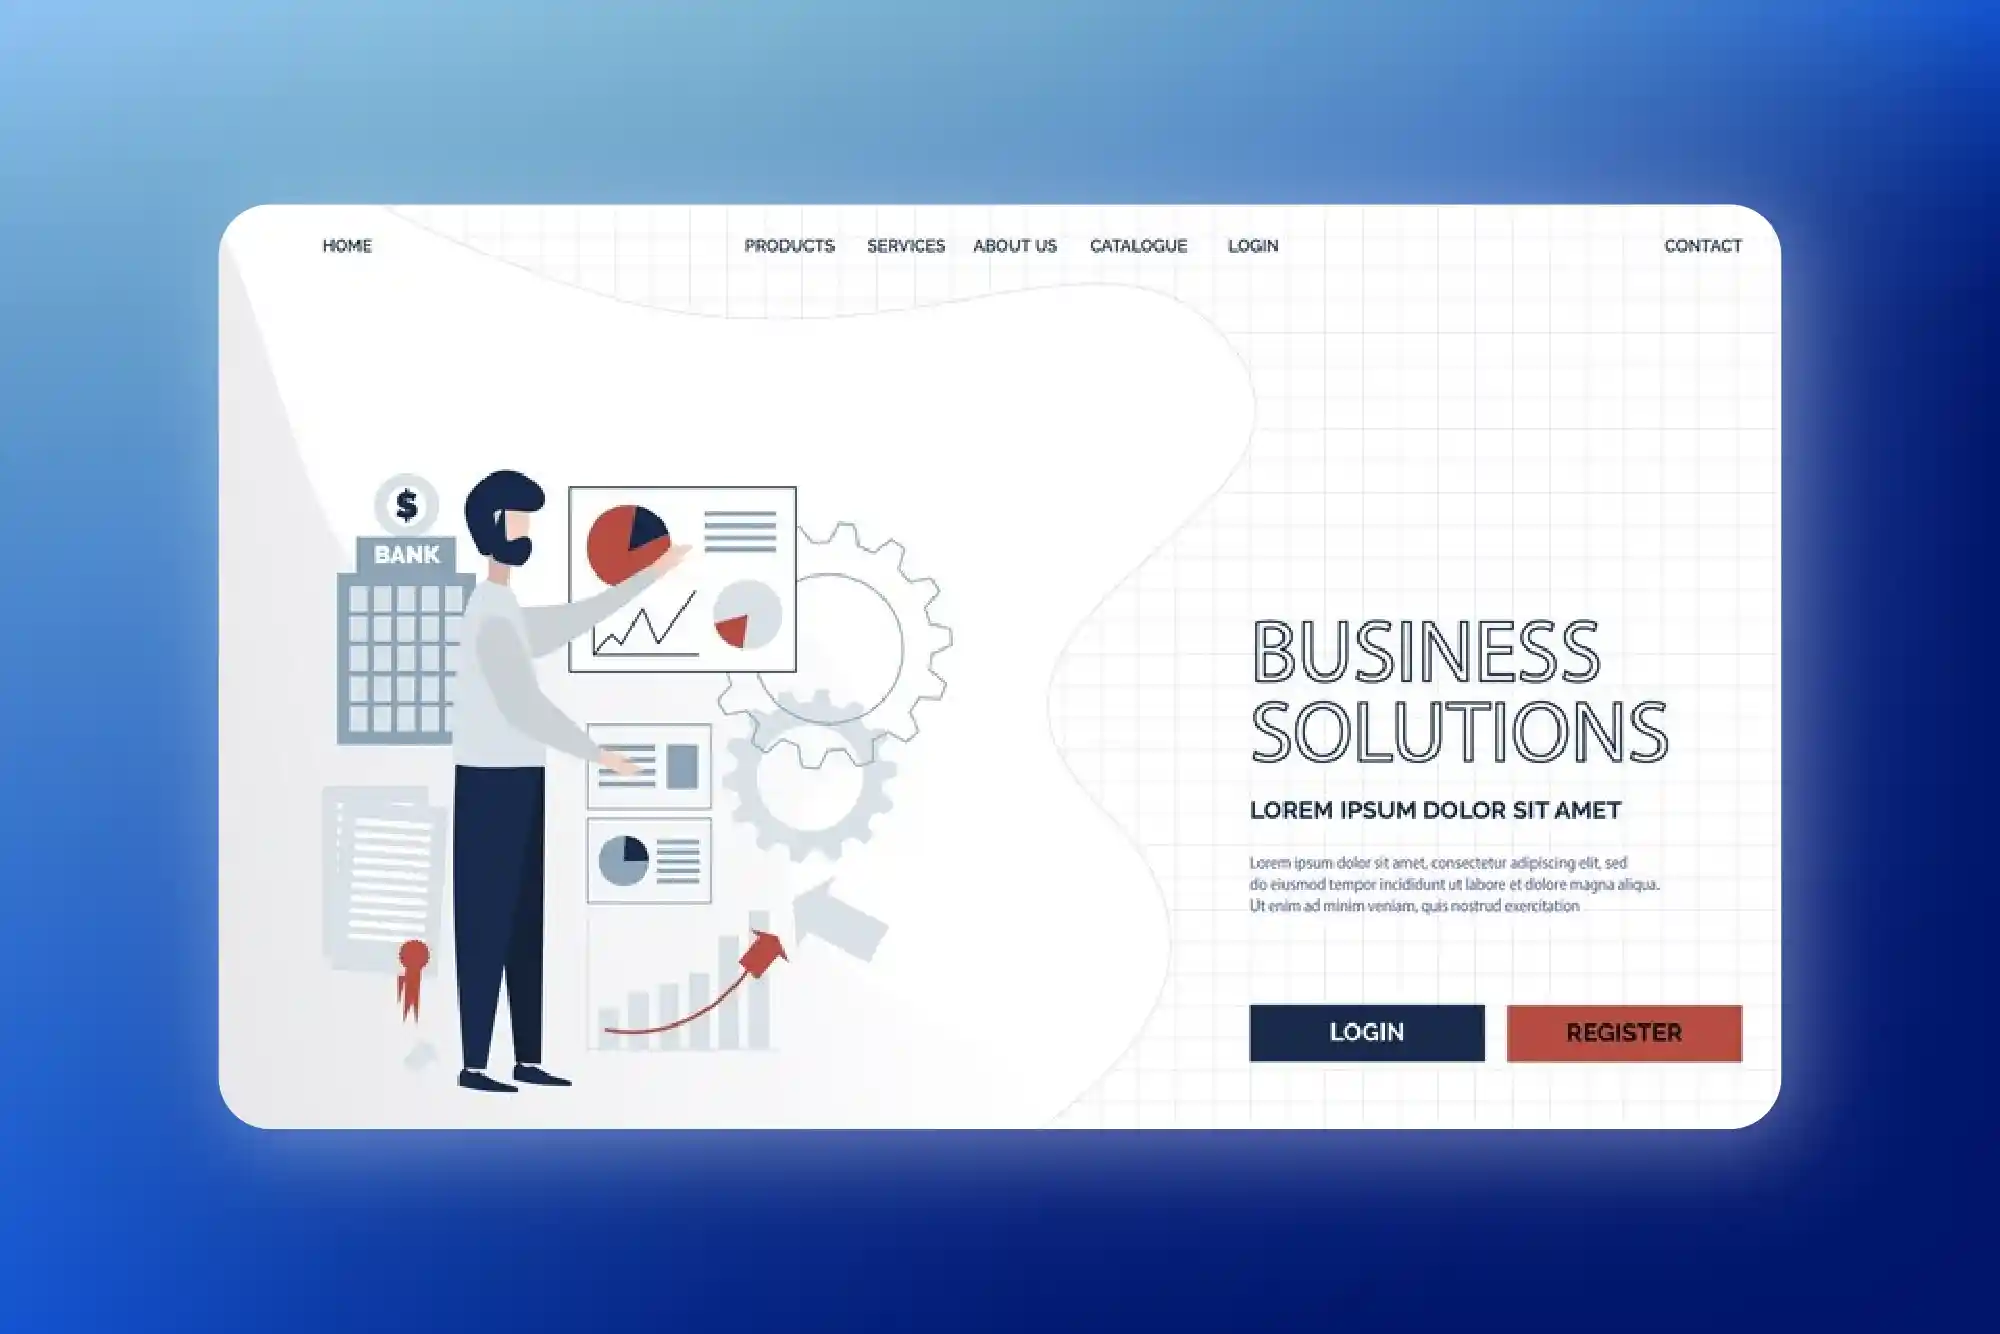 HOME PRODUCTS SERVICES ABOUT US CATALOGUE LOGIN CONTACT
$
BANK
BUSINESS
SOLUTIONS
LOREM IPSUM DOLOR SIT AMET
Lorem ipsum dolor sit amet, consectetur adipiscing elit, sed
do eiusmod tempor incididunt ut labore et dolore magna aliqua.
Ut enim ad minim veniam, quis nostrud exercitation
LOGIN REGISTER